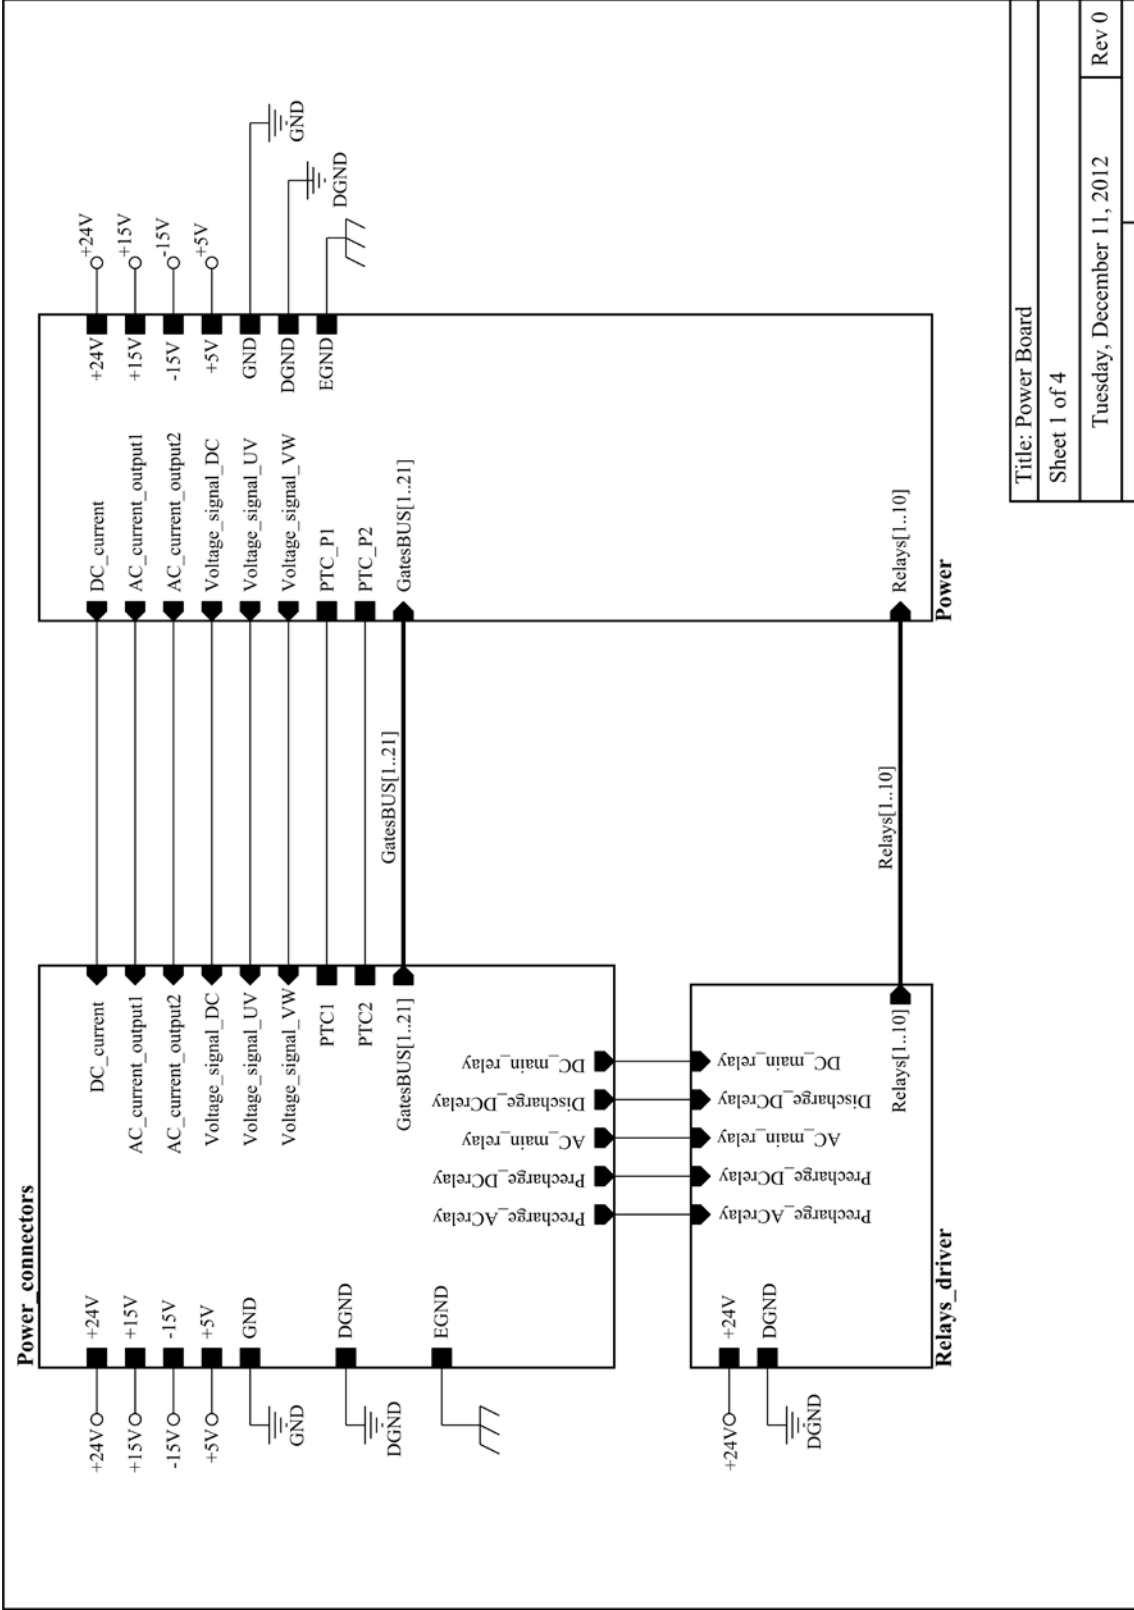 Power_connectors
+24V
+24V
+15V
+15V
-15V
-15V
+5V
+5V
GND
GND
DGND
DGND
EGND
DC_current
AC_current_output1
AC_current_output2
Voltage_signal_DC
Voltage_signal_UV
Voltage_signal_VW
PTC1
PTC2
GatesBUS[1..21]
DC_main_relay
Discharge_DCrelay
AC_main_relay
Precharge_DCrelay
Precharge_ACrelay
GatesBUS[1..21]
DC_current
AC_current_output1
AC_current_output2
Voltage_signal_DC
Voltage_signal_UV
Voltage_signal_VW
PTC_P1
PTC_P2
GatesBUS[1..21]
Relays[1..10]
+24V
+24V
+15V
+15V
-15V
-15V
+5V
+5V
GND
GND
DGND
DGND
EGND
Power
DC_main_relay
Discharge_DCrelay
AC_main_relay
Precharge_DCrelay
Precharge_ACrelay
+24V
+24V
DGND
DGND
Relays[1..10]
Relays[1..10]
Relays_driver
Title: Power Board
Sheet 1 of 4
Tuesday, December 11, 2012
Rev 0